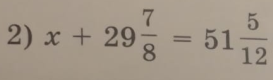 2) x + 29 7/8 = 51 5/12